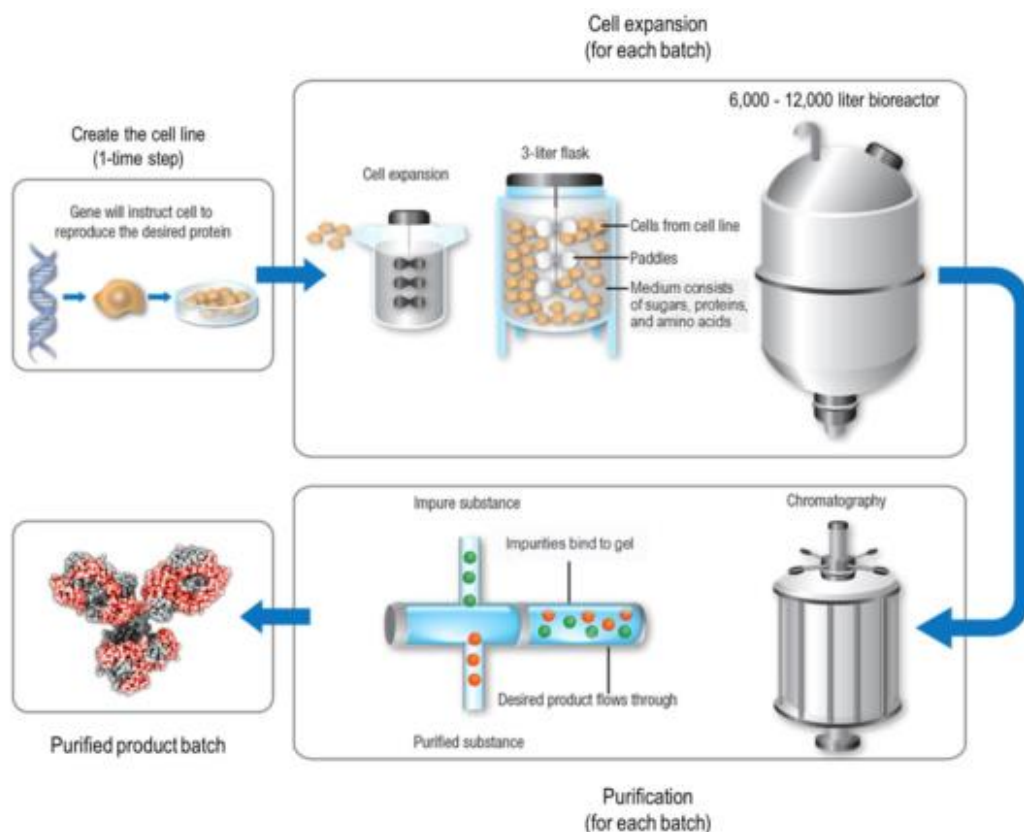 Cell expansion
(for each batch)
6,000 - 12,000 liter bioreactor
Create the cell line
(1-time step)
3-liter flask
Cell expansion
Gene will instruct cell to
reproduce the desired protein
Cells from cell line
Paddles
Medium consists
of sugars, proteins,
and amino acids
Impure substance
Chromatography
Impurities bind to gel
Desired product flows through
Purified substance
Purified product batch
Purification
(for each batch)